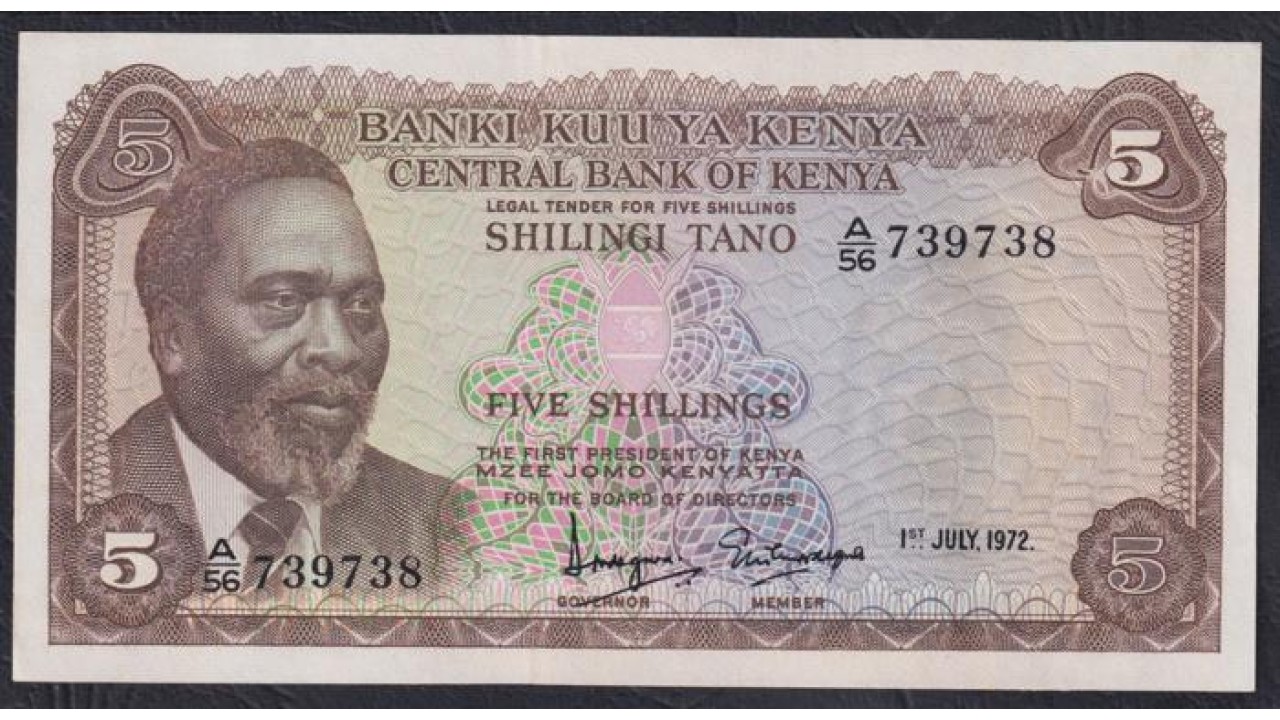 5
5
BANKI KUU YA KENYA
CENTRAL BANK OF KENYA
LEGAL TENDER FOR FIVE SHILLINGS
SHILINGI TANO
A/56 739738
FIVE SHILLINGS
THE FIRST PRESIDENT OF KENYA
MZEE JOMO KENYATTA
FOR THE BOARD OF DIRECTORS
1ST JULY, 1972.
GOVERNOR MEMBER
5
A/56 739738
5